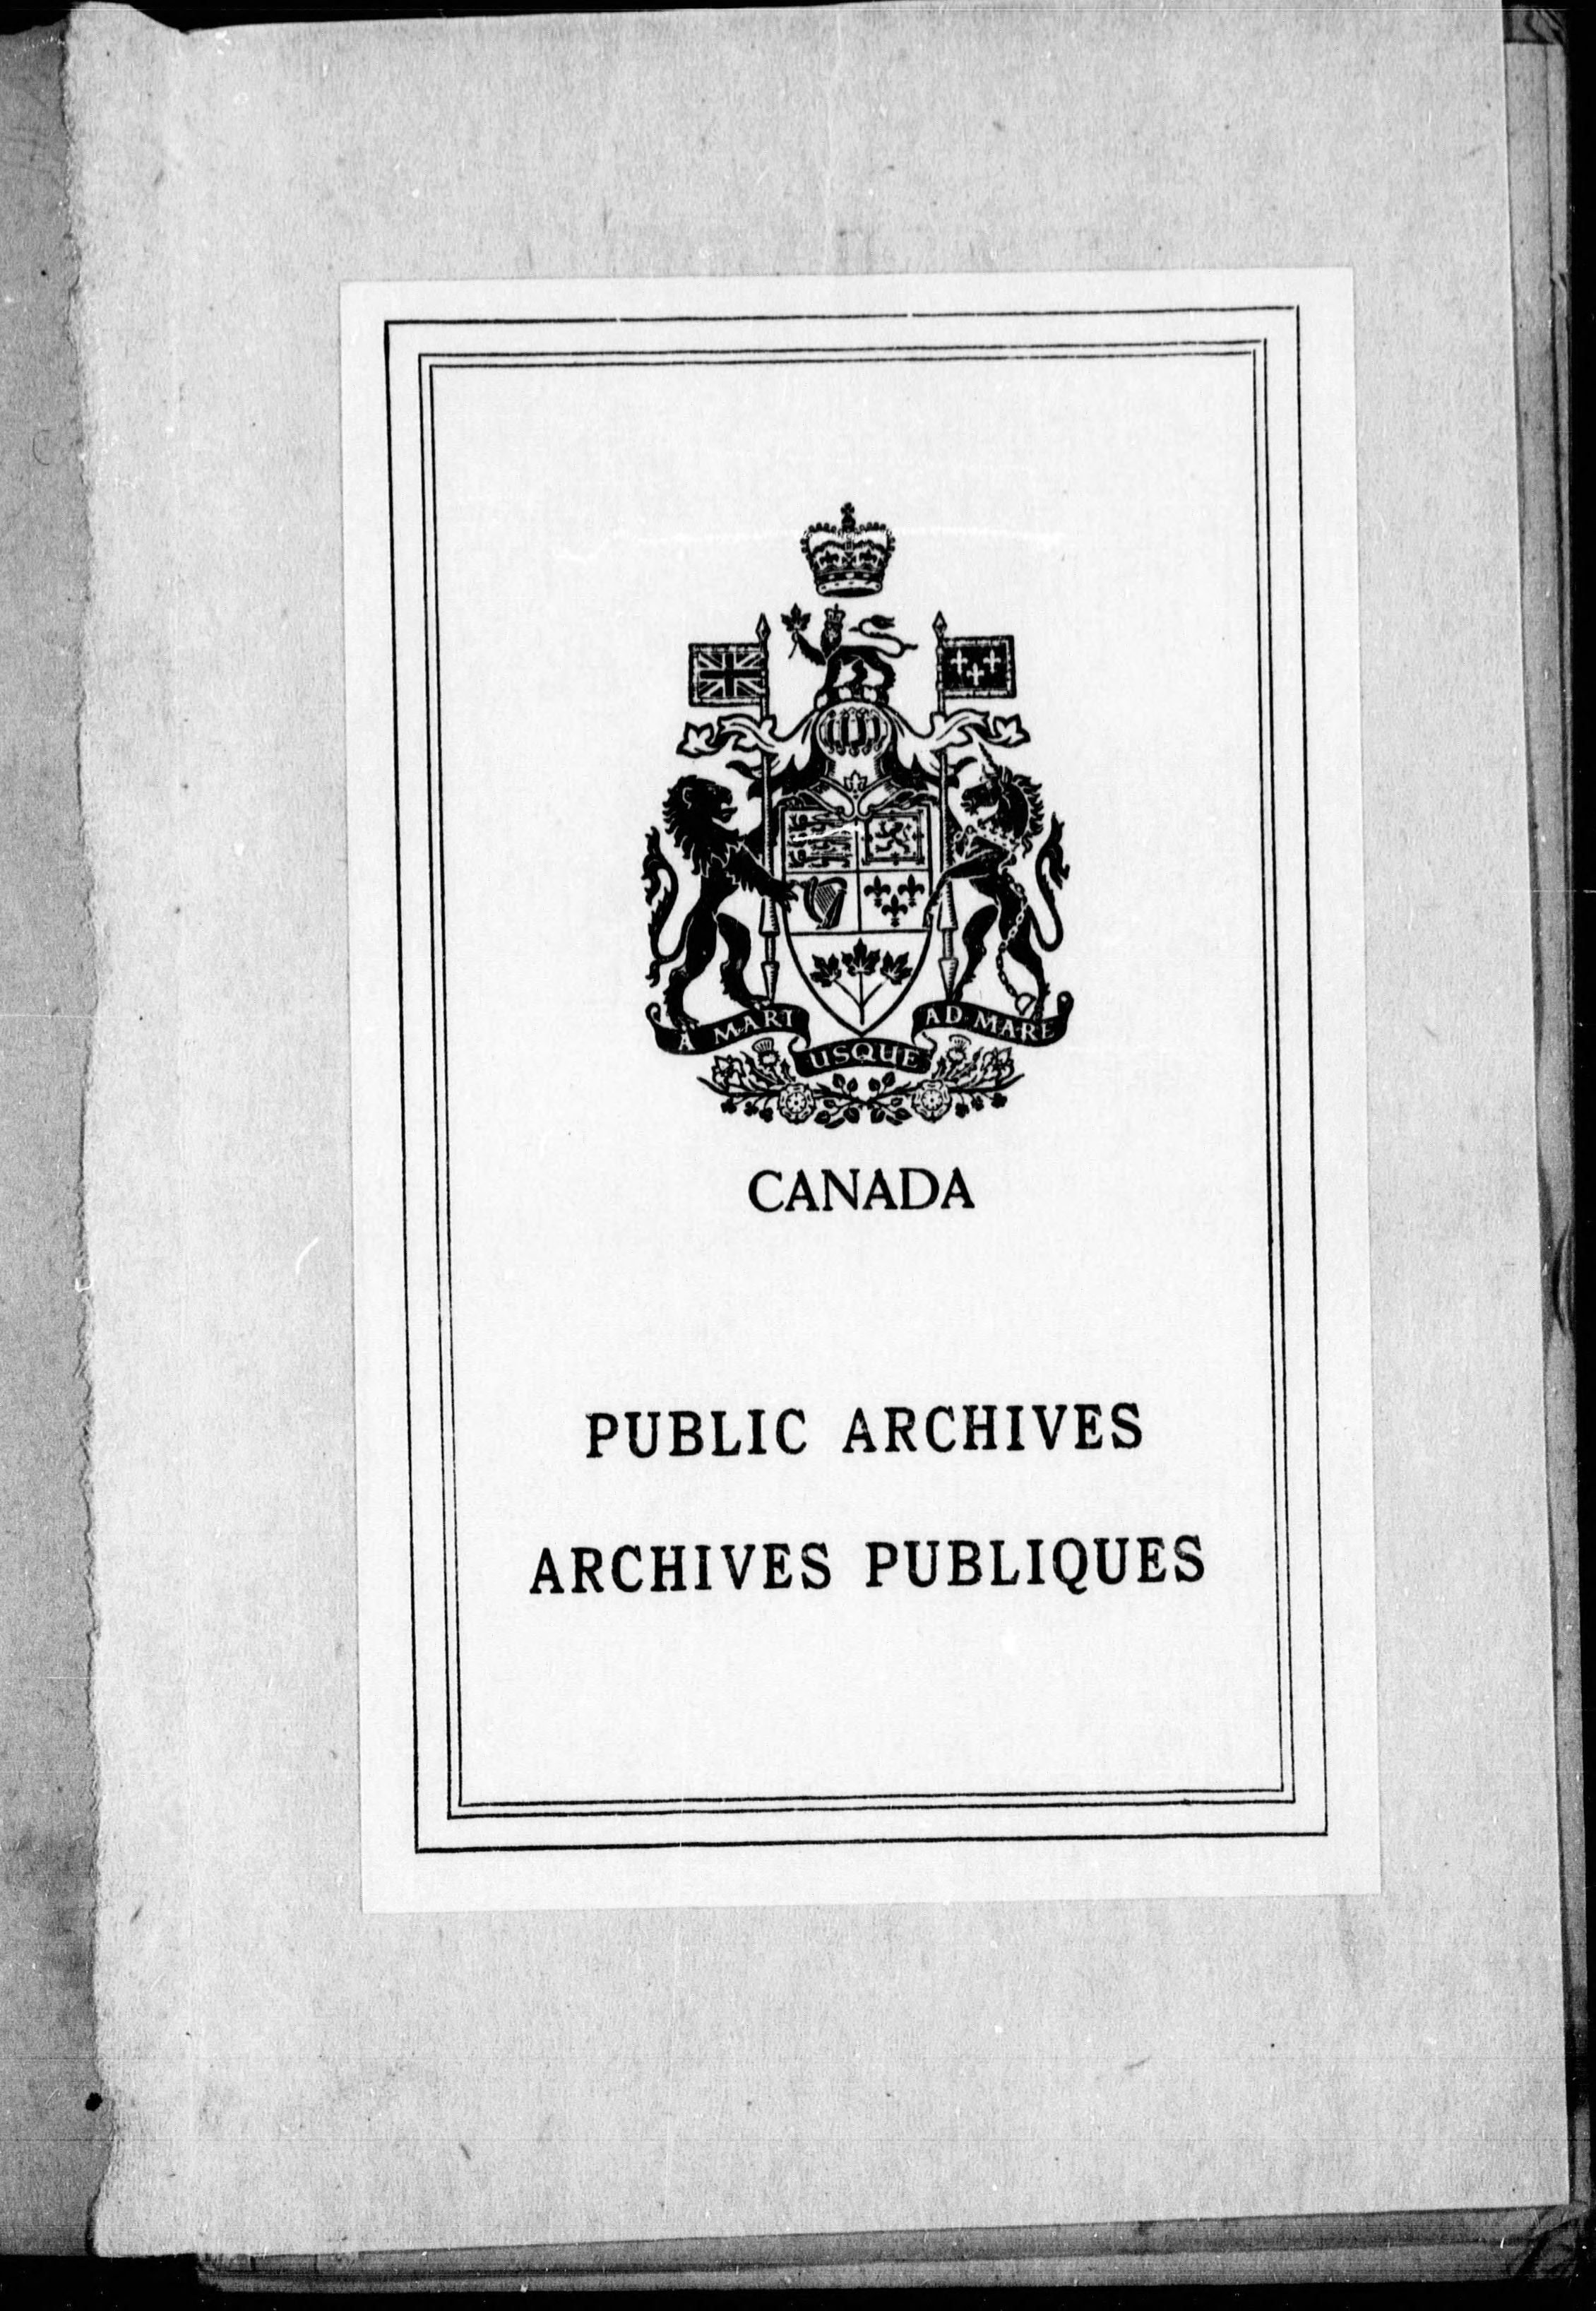 A MARI USQUE AD MARE
CANADA
PUBLIC ARCHIVES
ARCHIVES PUBLIQUES